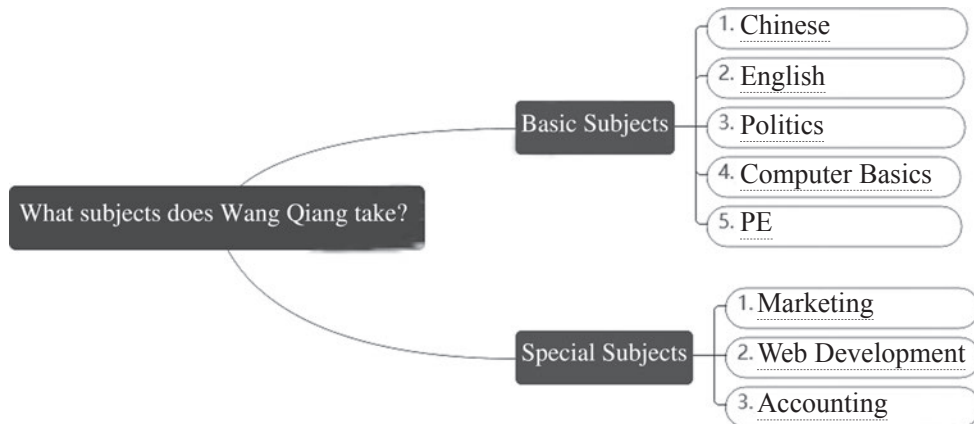 What subjects does Wang Qiang take?
Basic Subjects
1. Chinese
2. English
3. Politics
4. Computer Basics
5. PE
Special Subjects
1. Marketing
2. Web Development
3. Accounting